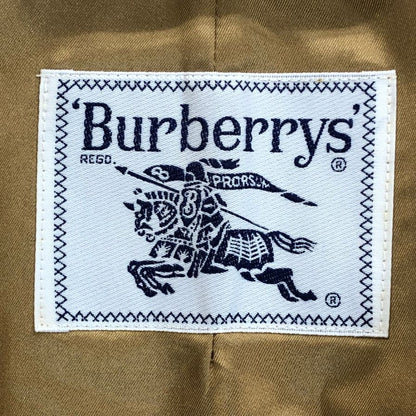 'Burberrys'
REGD. ®
PRORSUM
®